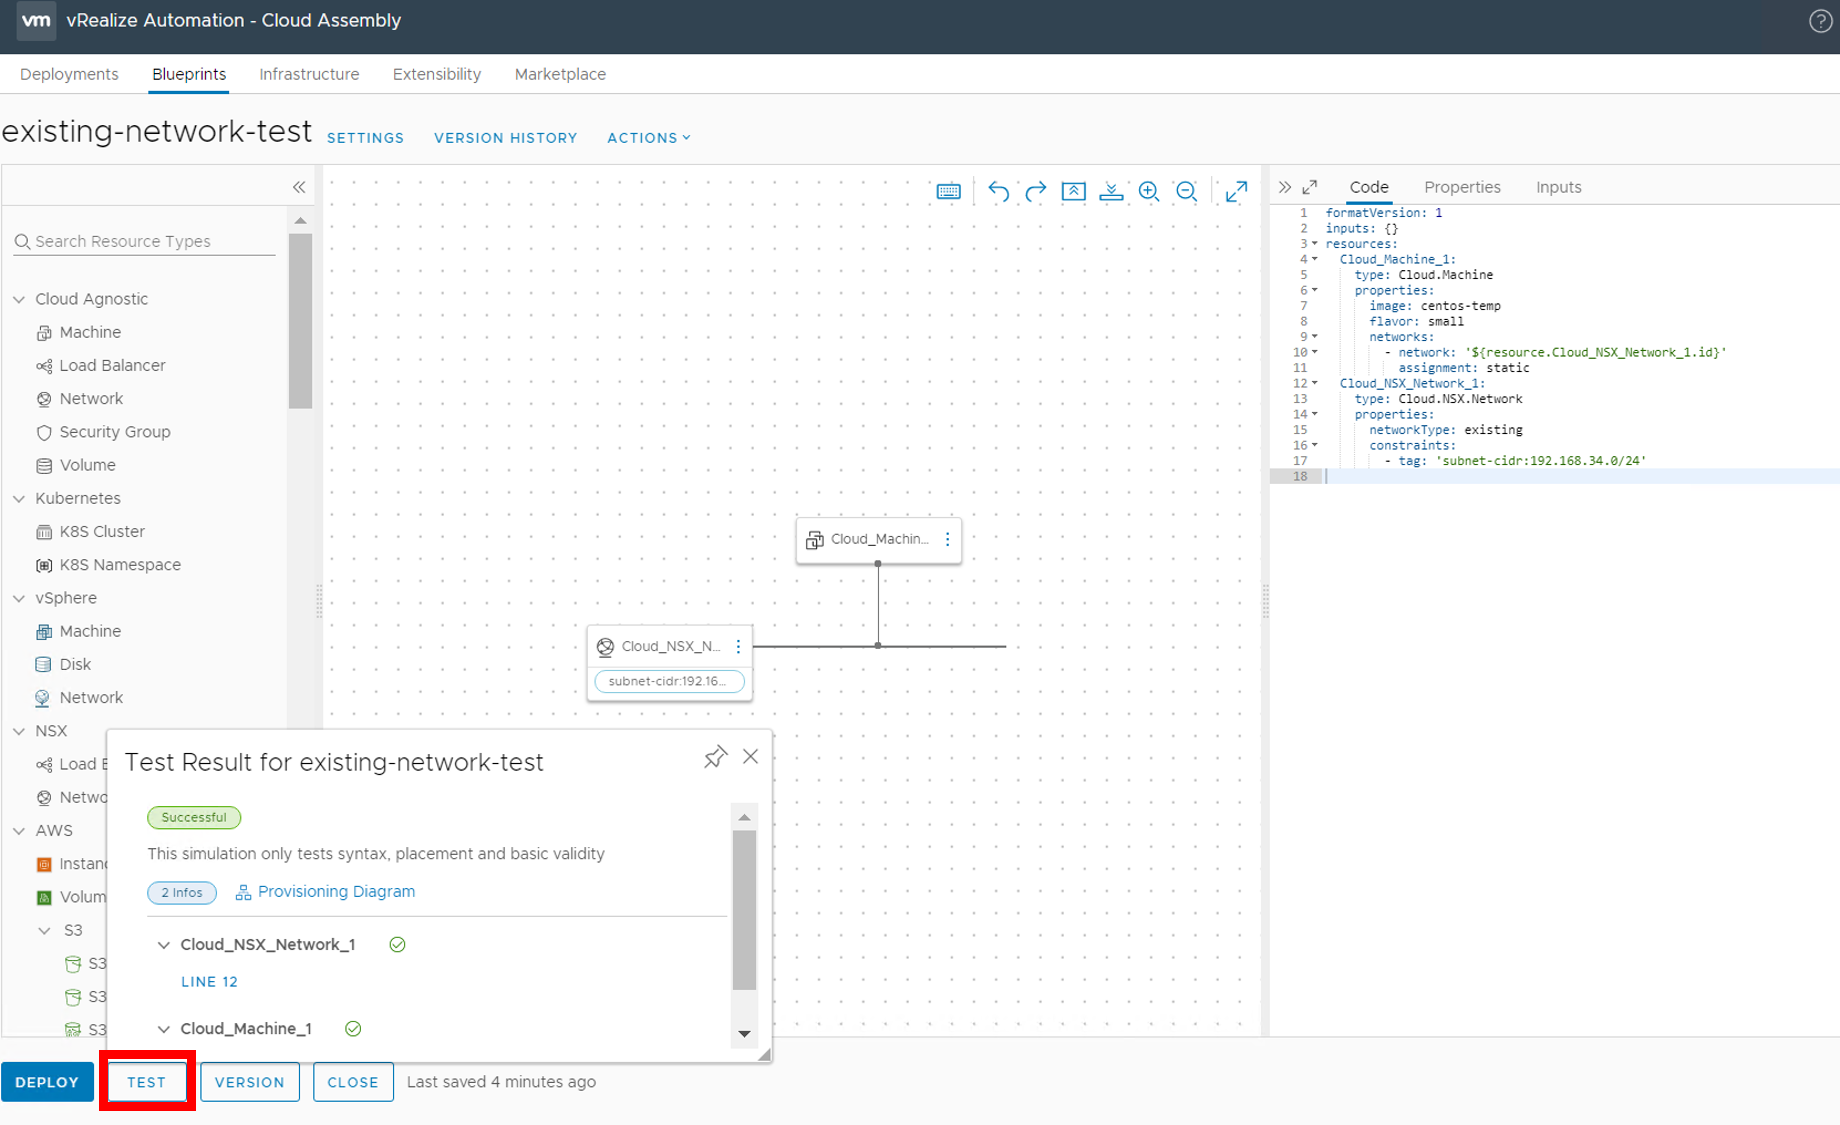 vm vRealize Automation - Cloud Assembly
Deployments Blueprints Infrastructure Extensibility Marketplace
existing-network-test SETTINGS VERSION HISTORY ACTIONS
Search Resource Types
Cloud Agnostic
Machine
Load Balancer
Network
Security Group
Volume
Kubernetes
K8S Cluster
K8S Namespace
vSphere
Machine
Disk
Network
NSX
Load B
Netwo
AWS
Instanc
Volum
S3
S3
S3
S3
Cloud_Machin...
Cloud_NSX_N...
subnet-cidr:192.16...
Code Properties Inputs
1 formatVersion: 1
2 inputs: {}
3 resources:
4 Cloud_Machine_1:
5 type: Cloud.Machine
6 properties:
7 image: centos-temp
8 flavor: small
9 networks:
10 - network: '${resource.Cloud_NSX_Network_1.id}'
11 assignment: static
12 Cloud_NSX_Network_1:
13 type: Cloud.NSX.Network
14 properties:
15 networkType: existing
16 constraints:
17 - tag: 'subnet-cidr:192.168.34.0/24'
18
Test Result for existing-network-test
Successful
This simulation only tests syntax, placement and basic validity
2 Infos Provisioning Diagram
Cloud_NSX_Network_1
LINE 12
Cloud_Machine_1
DEPLOY TEST VERSION CLOSE Last saved 4 minutes ago